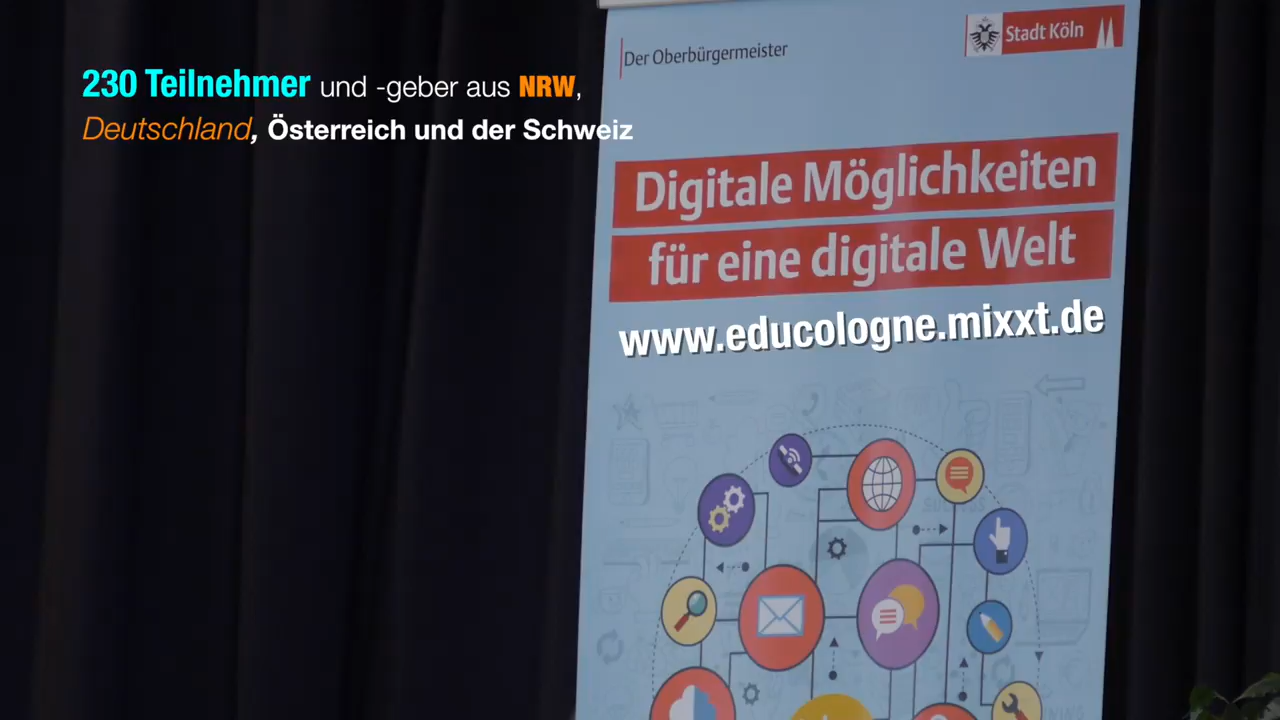 230 Teilnehmer und -geber aus NRW,
Deutschland, Österreich und der Schweiz
Der Oberbürgermeister
Stadt Köln
Digitale Möglichkeiten
für eine digitale Welt
www.educologne.mixxt.de
SUCCESS